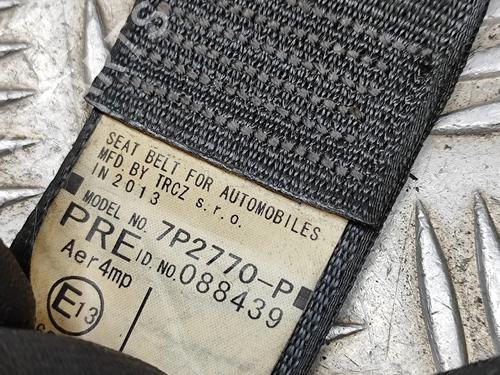 SEAT BELT FOR AUTOMOBILES.
MFD. BY TRCZ s.r.o.
IN 2013
MODEL NO. 7P2770-P
PRE ID. NO. 088439
Aer4mp
E13